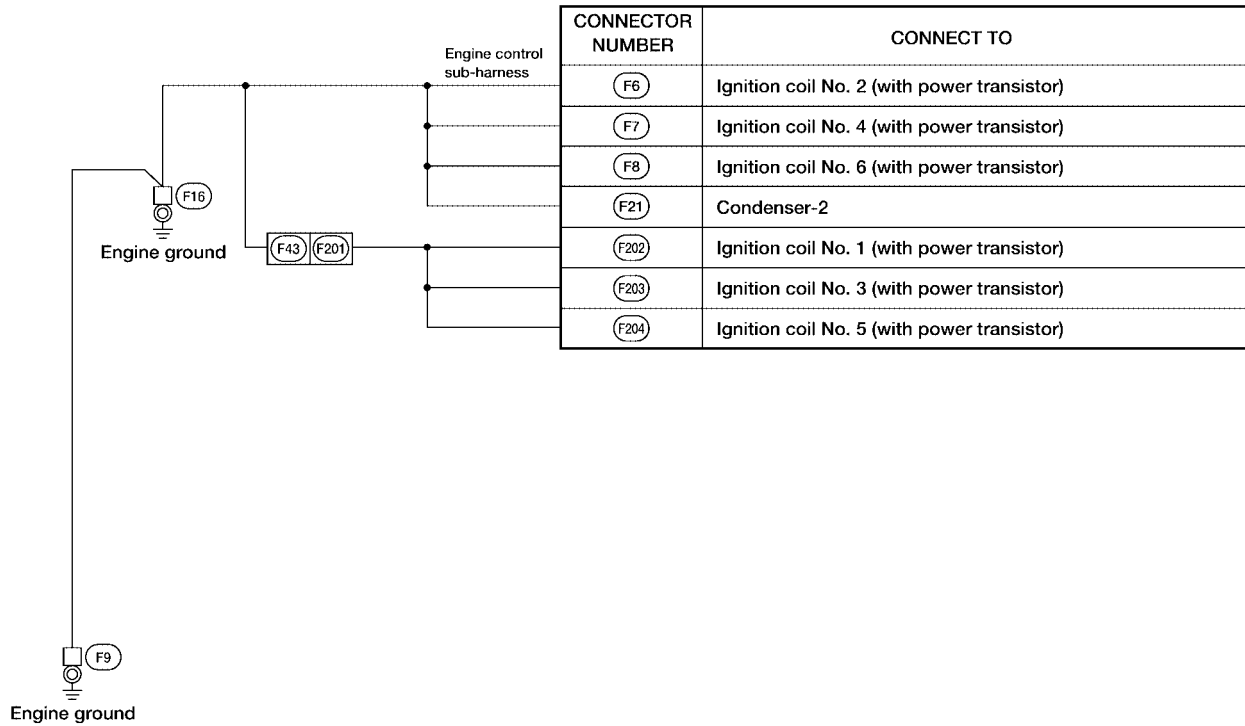 CONNECTOR
NUMBER
CONNECT TO
Engine control
sub-harness
F6
Ignition coil No. 2 (with power transistor)
F7
Ignition coil No. 4 (with power transistor)
F8
Ignition coil No. 6 (with power transistor)
F21
Condenser-2
F202
Ignition coil No. 1 (with power transistor)
F203
Ignition coil No. 3 (with power transistor)
F204
Ignition coil No. 5 (with power transistor)
F16
Engine ground
F43
F201
F9
Engine ground